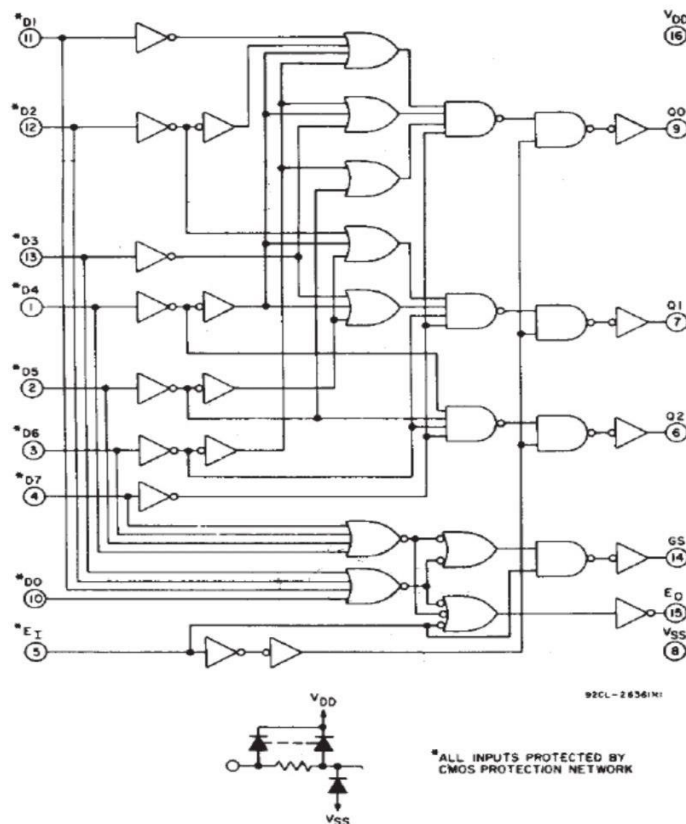 *D1
11
*D2
12
*D3
13
*D4
1
*D5
2
*D6
3
*D7
4
*D0
10
*EI
5
VDD
16
Q0
9
Q1
7
Q2
6
GS
14
EO
15
VSS
8
VDD
VSS
*ALL INPUTS PROTECTED BY
CMOS PROTECTION NETWORK